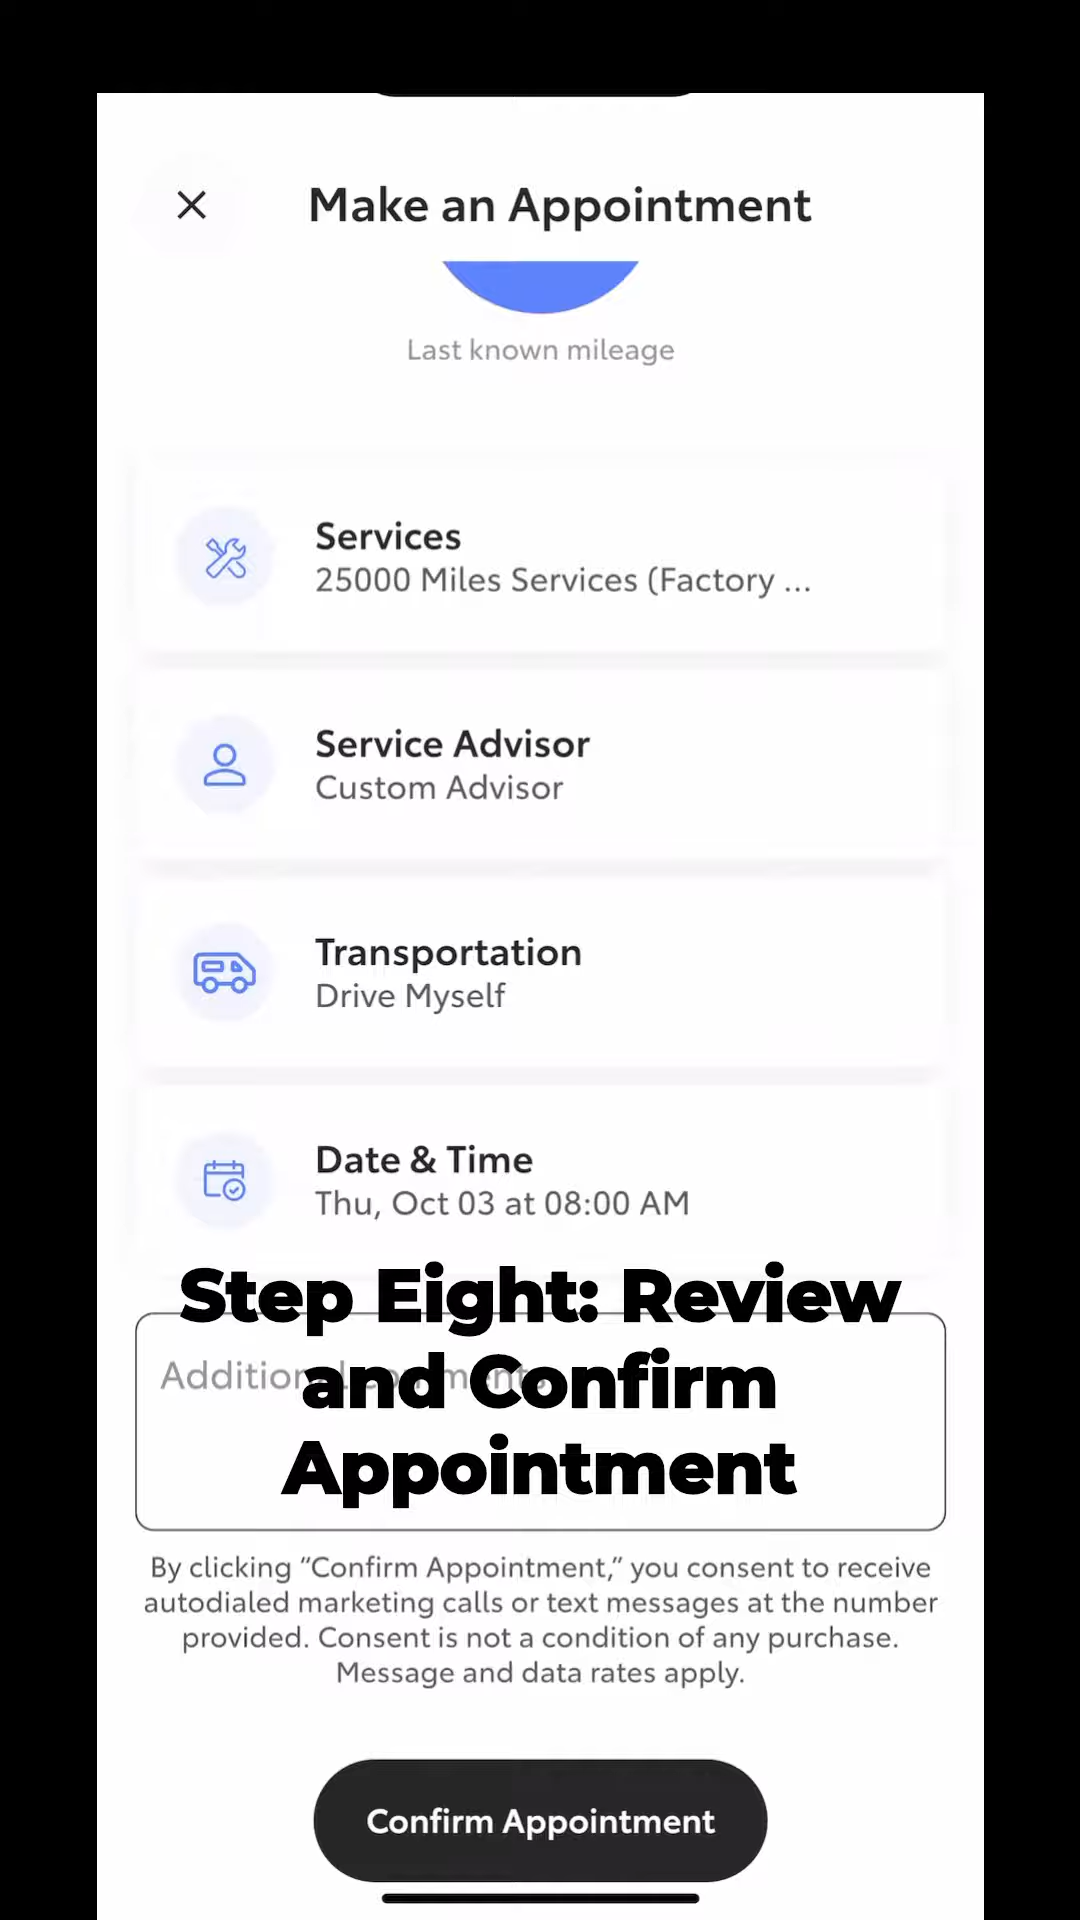 Make an Appointment
Last known mileage
Services
25000 Miles Services (Factory ...
Service Advisor
Custom Advisor
Transportation
Drive Myself
Date & Time
Thu, Oct 03 at 08:00 AM
Step Eight: Review
and Confirm
Appointment
Additional comments
By clicking “Confirm Appointment,” you consent to receive
autodialed marketing calls or text messages at the number
provided. Consent is not a condition of any purchase.
Message and data rates apply.
Confirm Appointment